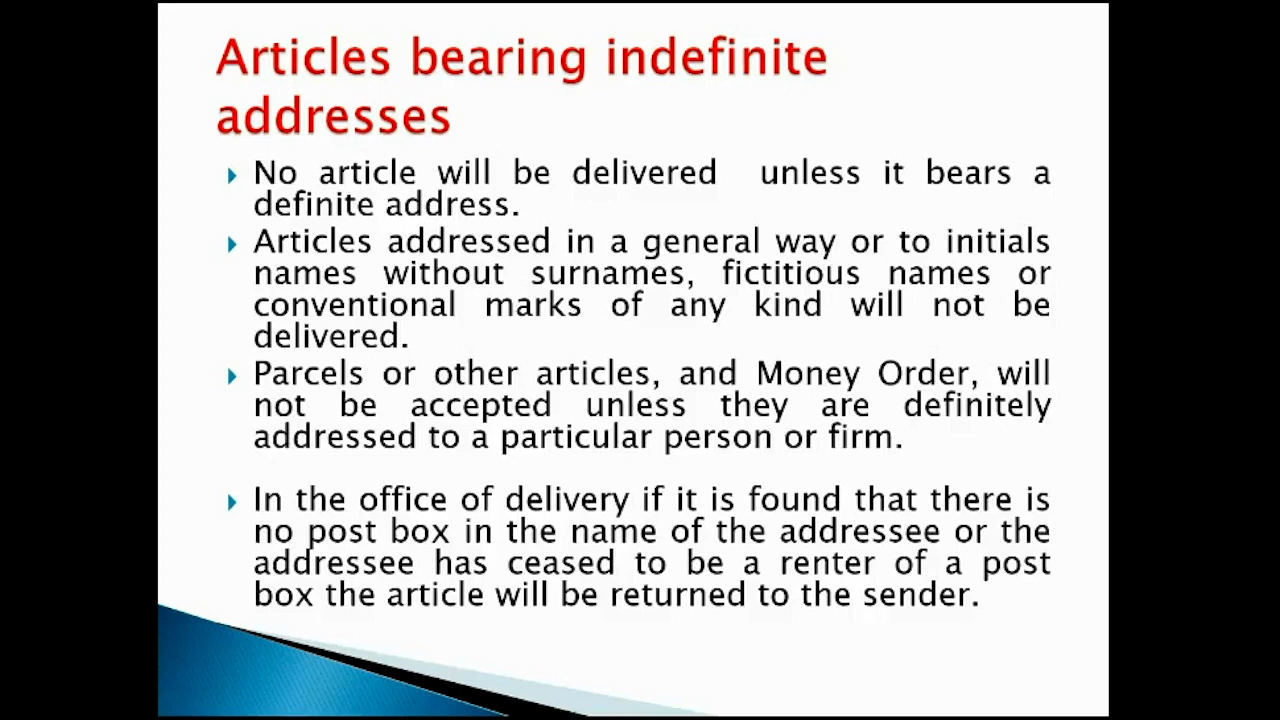 Articles bearing indefinite
addresses
No article will be delivered unless it bears a
definite address.
Articles addressed in a general way or to initials
names without surnames, fictitious names or
conventional marks of any kind will not be
delivered.
Parcels or other articles, and Money Order, will
not be accepted unless they are definitely
addressed to a particular person or firm.
In the office of delivery if it is found that there is
no post box in the name of the addressee or the
addressee has ceased to be a renter of a post
box the article will be returned to the sender.